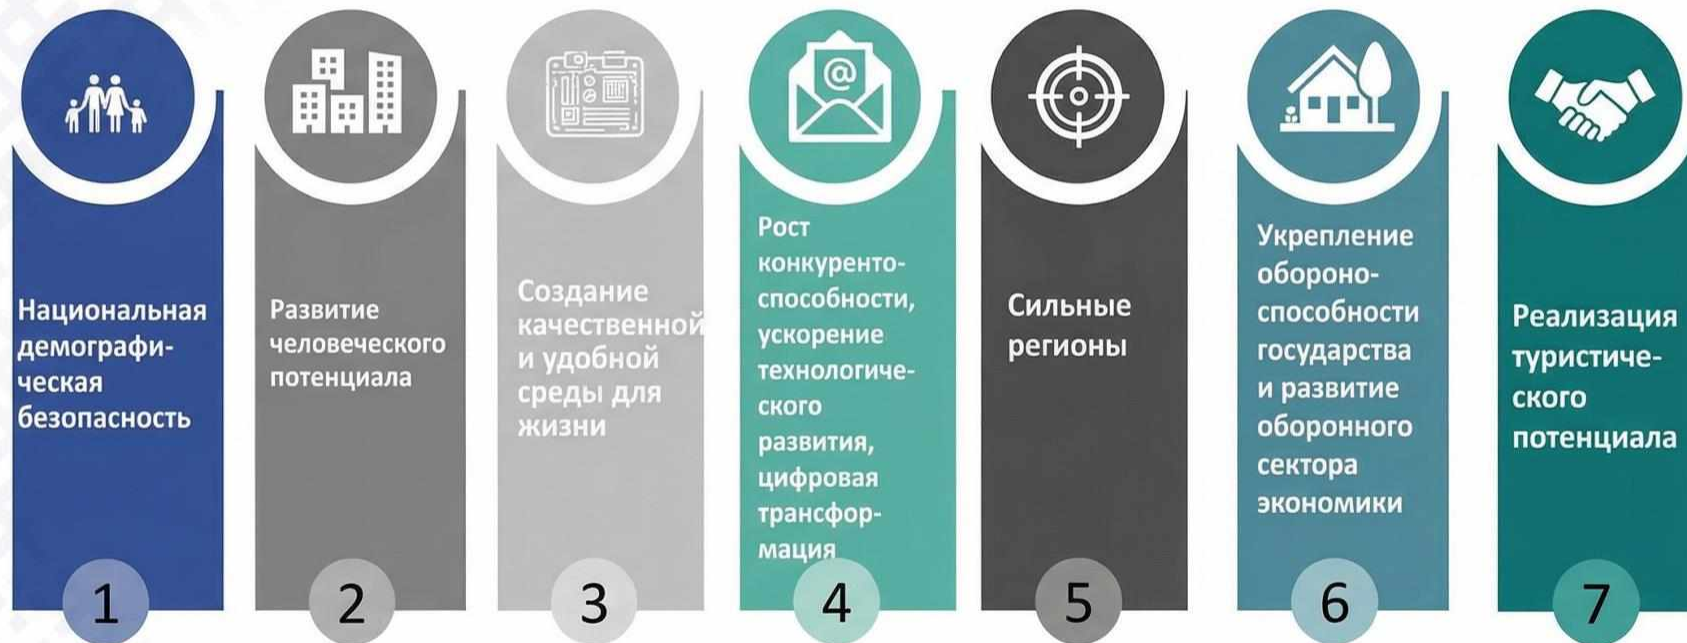 Национальная
демографи-
ческая
безопасность
1
Развитие
человеческого
потенциала
2
Создание
качественной
и удобной
среды для
жизни
3
@
Рост
конкуренто-
способности,
ускорение
технологиче-
ского
развития,
цифровая
трансфор-
мация
4
Сильные
регионы
5
Укрепление
обороно-
способности
государства
и развитие
оборонного
сектора
экономики
6
Реализация
туристиче-
ского
потенциала
7